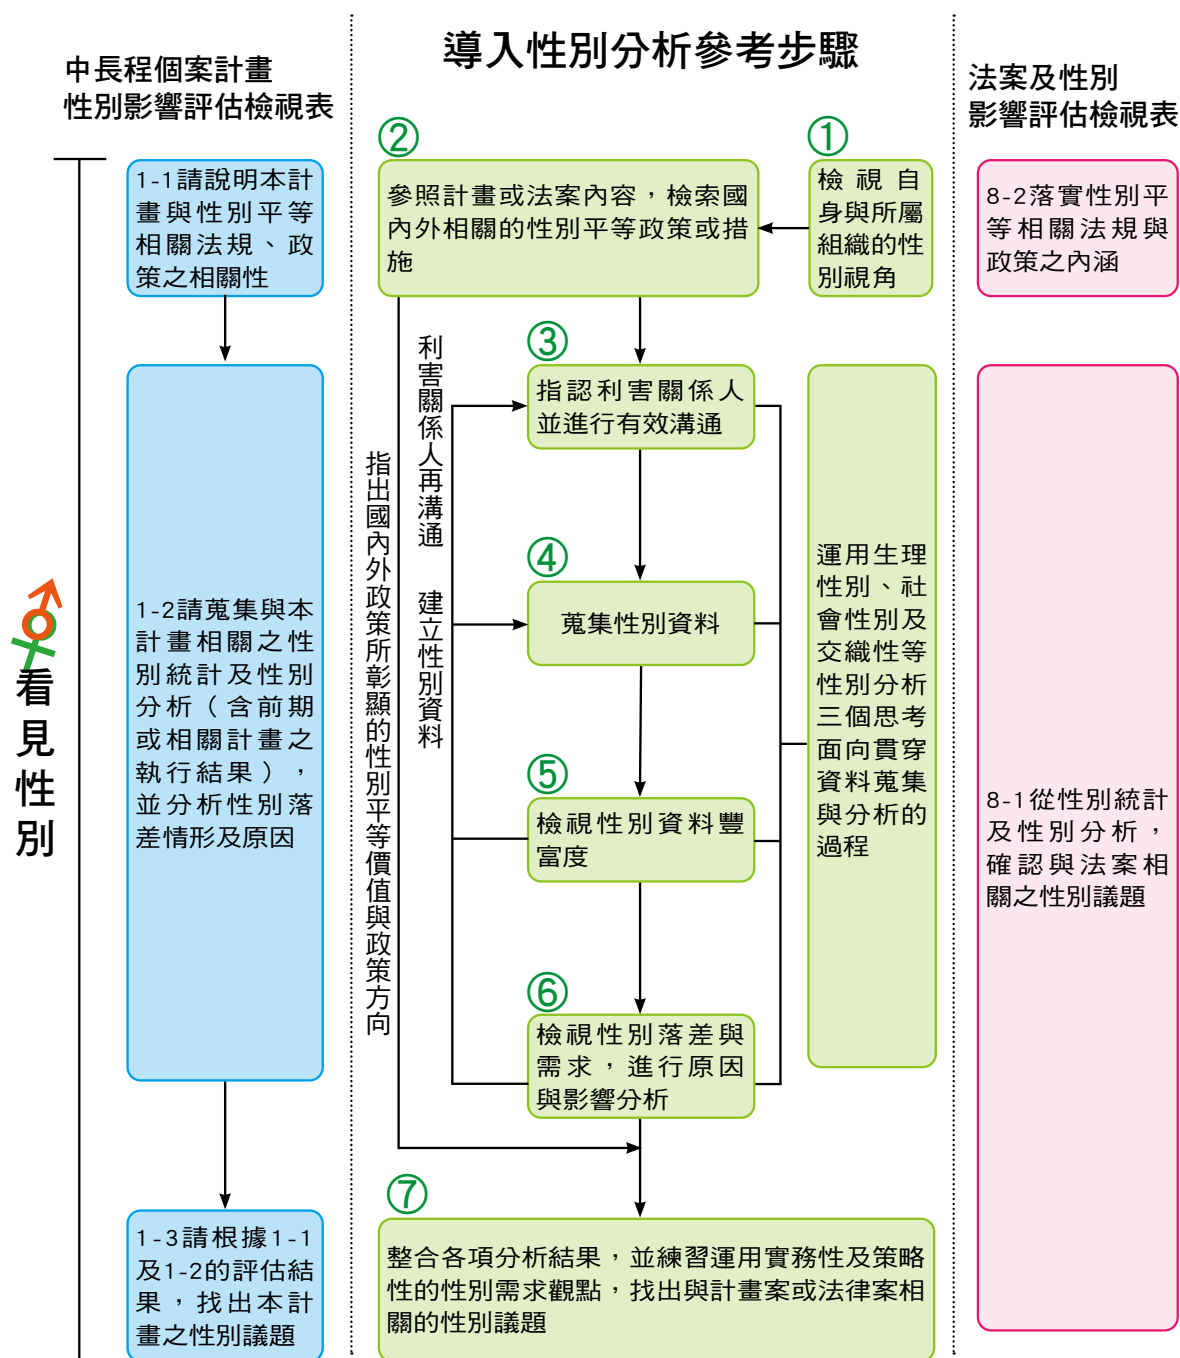 導入性別分析參考步驟
中長程個案計畫
性別影響評估檢視表
法案及性別
影響評估檢視表
看見性別
1-1請說明本計
畫與性別平等
相關法規、政
策之相關性
1-2請蒐集與本
計畫相關之性
別統計及性別
分析（含前期
或相關計畫之
執行結果），
並分析性別落
差情形及原因
1-3請根據1-1
及1-2的評估結
果，找出本計
畫之性別議題
①
檢視自
身與所屬
組織的性
別視角
②
參照計畫或法案內容，檢索國
內外相關的性別平等政策或措
施
③
指認利害關係人
並進行有效溝通
④
蒐集性別資料
⑤
檢視性別資料豐
富度
⑥
檢視性別落差與
需求，進行原因
與影響分析
利害關係人再溝通
建立性別資料
指出國內外政策所彰顯的性別平等價值與政策方向
運用生理
性別、社
會性別及
交織性等
性別分析
三個思考
面向貫穿
資料蒐集
與分析的
過程
⑦
整合各項分析結果，並練習運用實務性及策略
性的性別需求觀點，找出與計畫案或法律案相
關的性別議題
8-2落實性別平
等相關法規與
政策之內涵
8-1從性別統計
及性別分析，
確認與法案相
關之性別議題